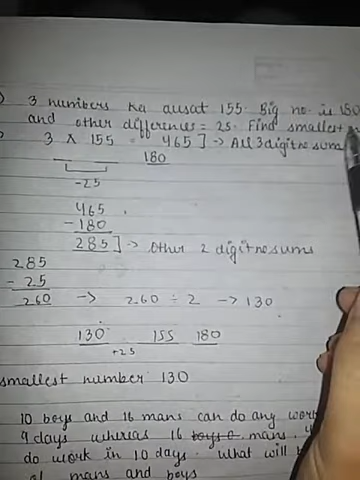 3 numbers ka ausat 155. Big no. is 180
and other differences = 25. Find smallest
3 x 155 = 465 ] -> All 3 digit no sums
180
-25
465
- 180
285 ] -> Other 2 digit no sums
285
- 25
260 -> 260 ÷ 2 -> 130
130 155 180
+25
smallest number 130
10 boys and 16 mans can do any work
9 days whereas 16 boys mans,
do work in 10 days. What will
mans and boys